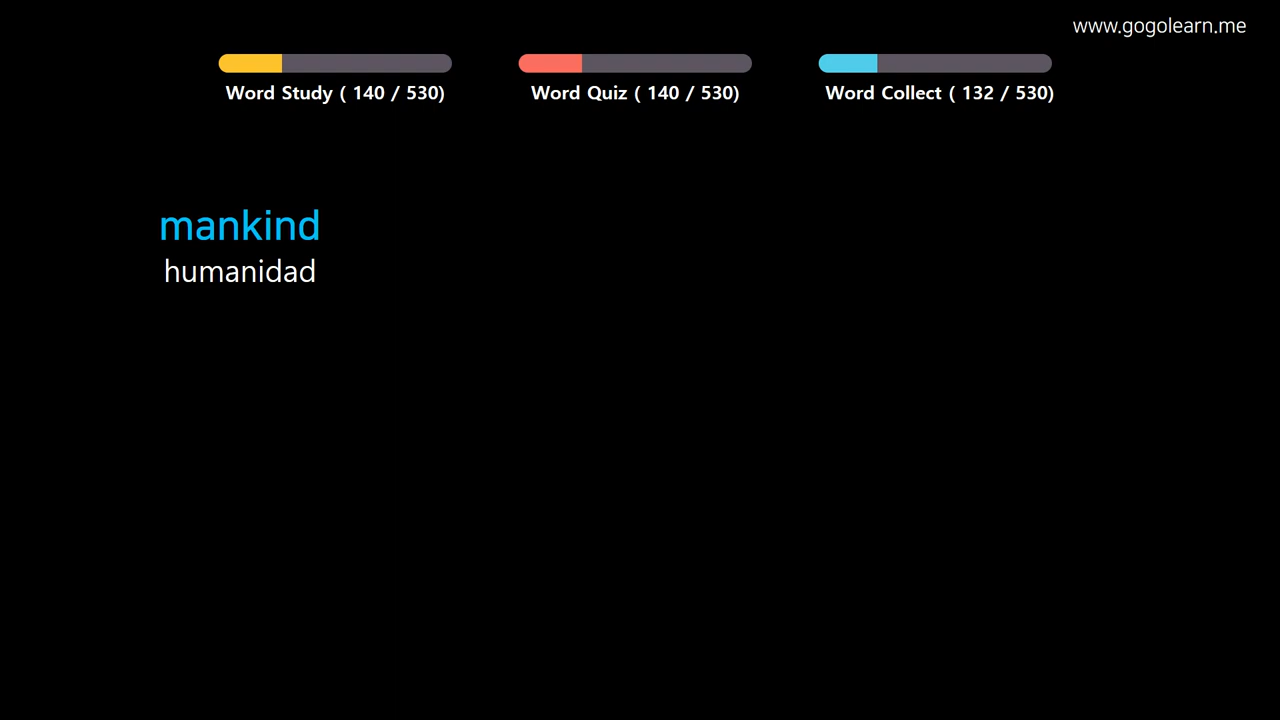 www.gogolearn.me
Word Study ( 140 / 530)
Word Quiz ( 140 / 530)
Word Collect ( 132 / 530)
mankind
humanidad